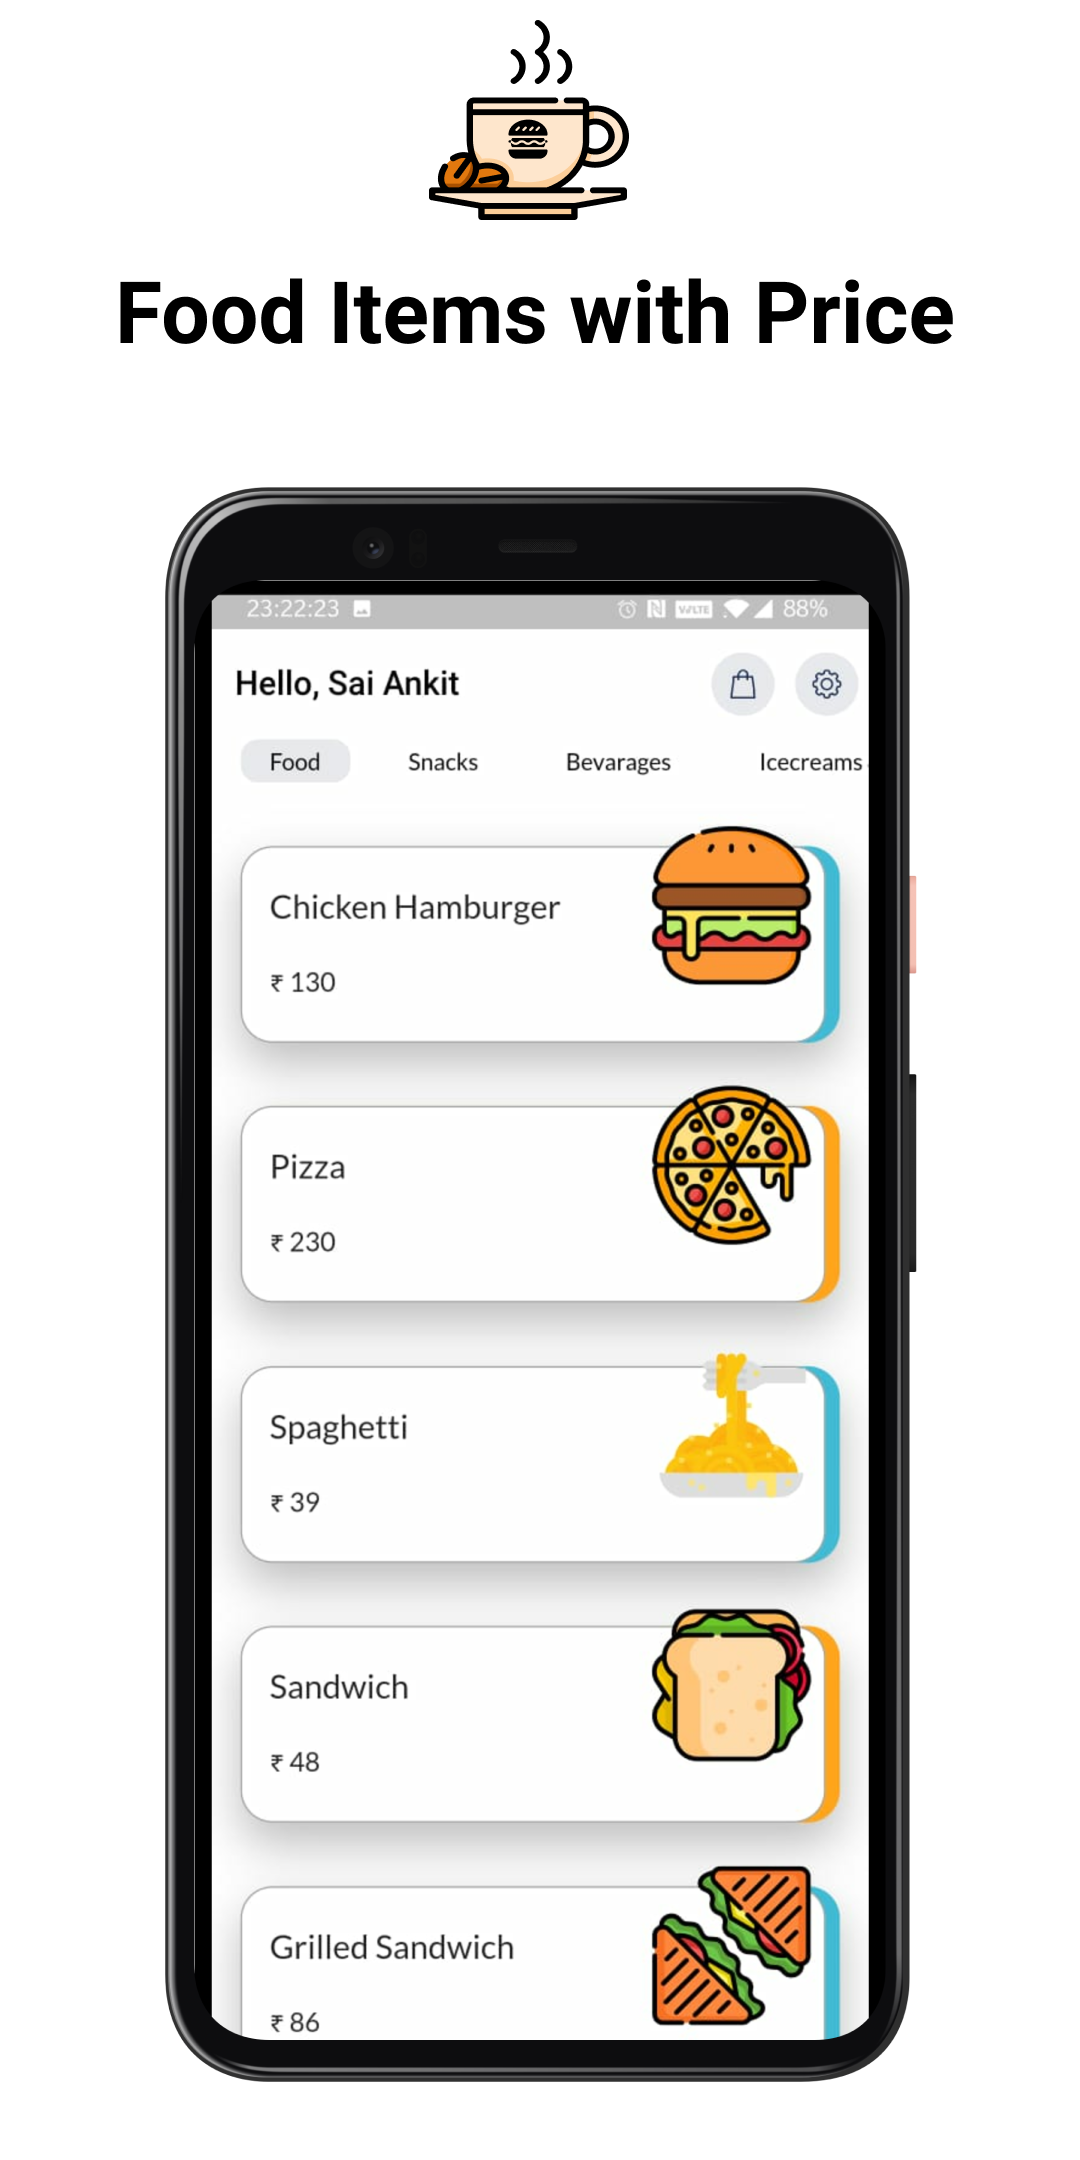 Food Items with Price
23:22:23 VoLTE 88%
Hello, Sai Ankit
Food Snacks Bevarages Icecreams
Chicken Hamburger
₹ 130
Pizza
₹ 230
Spaghetti
₹ 39
Sandwich
₹ 48
Grilled Sandwich
₹ 86